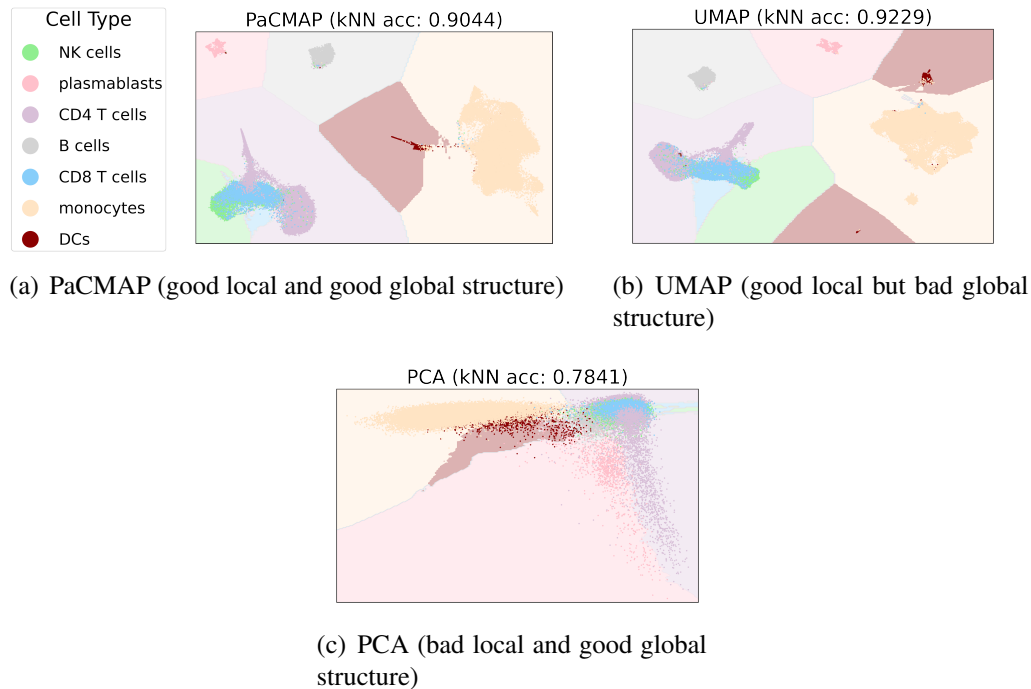 Cell Type
NK cells
plasmablasts
CD4 T cells
B cells
CD8 T cells
monocytes
DCs
PaCMAP (kNN acc: 0.9044)
UMAP (kNN acc: 0.9229)
(a) PaCMAP (good local and good global structure)
(b) UMAP (good local but bad global
structure)
PCA (kNN acc: 0.7841)
(c) PCA (bad local and good global
structure)